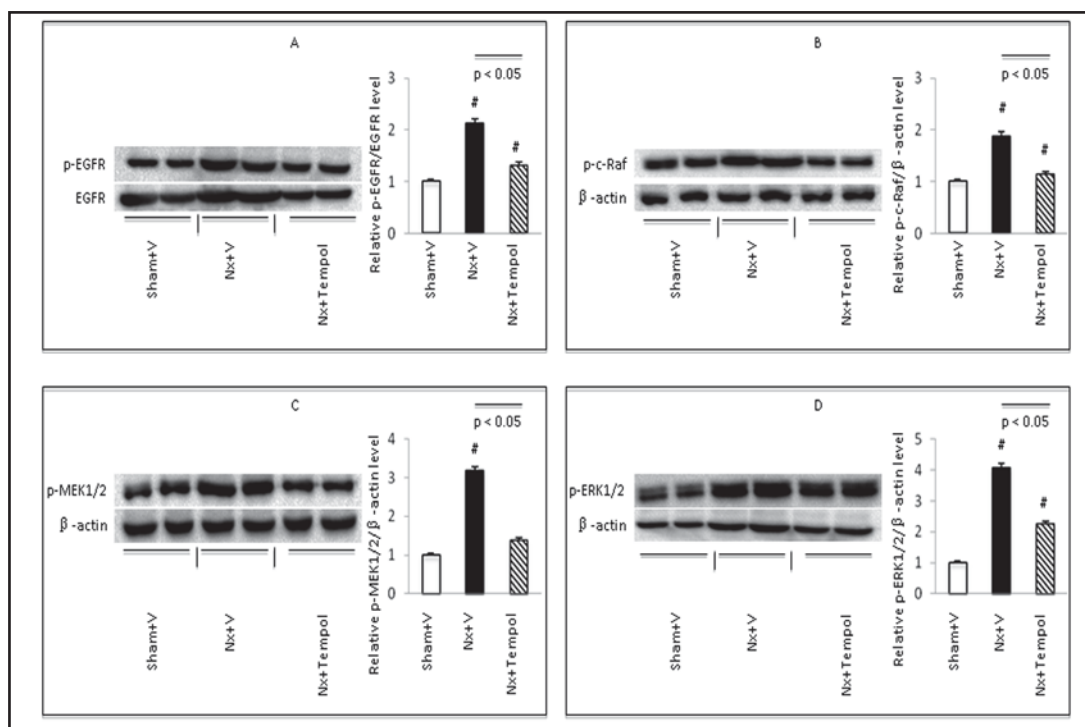 A
p < 0.05
Relative p-EGFR/EGFR level
3
#
2
#
1
0
p-EGFR
EGFR
Sham+V
Nx+V
Nx+Tempol
Sham+V
Nx+V
Nx+Tempol
B
p < 0.05
Relative p-c-Raf/β-actin level
3
#
2
#
1
0
p-c-Raf
β-actin
Sham+V
Nx+V
Nx+Tempol
Sham+V
Nx+V
Nx+Tempol
C
p < 0.05
Relative p-MEK1/2/β-actin level
4
#
3
2
1
0
p-MEK1/2
β-actin
Sham+V
Nx+V
Nx+Tempol
Sham+V
Nx+V
Nx+Tempol
D
p < 0.05
Relative p-ERK1/2/β-actin level
5
#
4
3
#
2
1
0
p-ERK1/2
β-actin
Sham+V
Nx+V
Nx+Tempol
Sham+V
Nx+V
Nx+Tempol